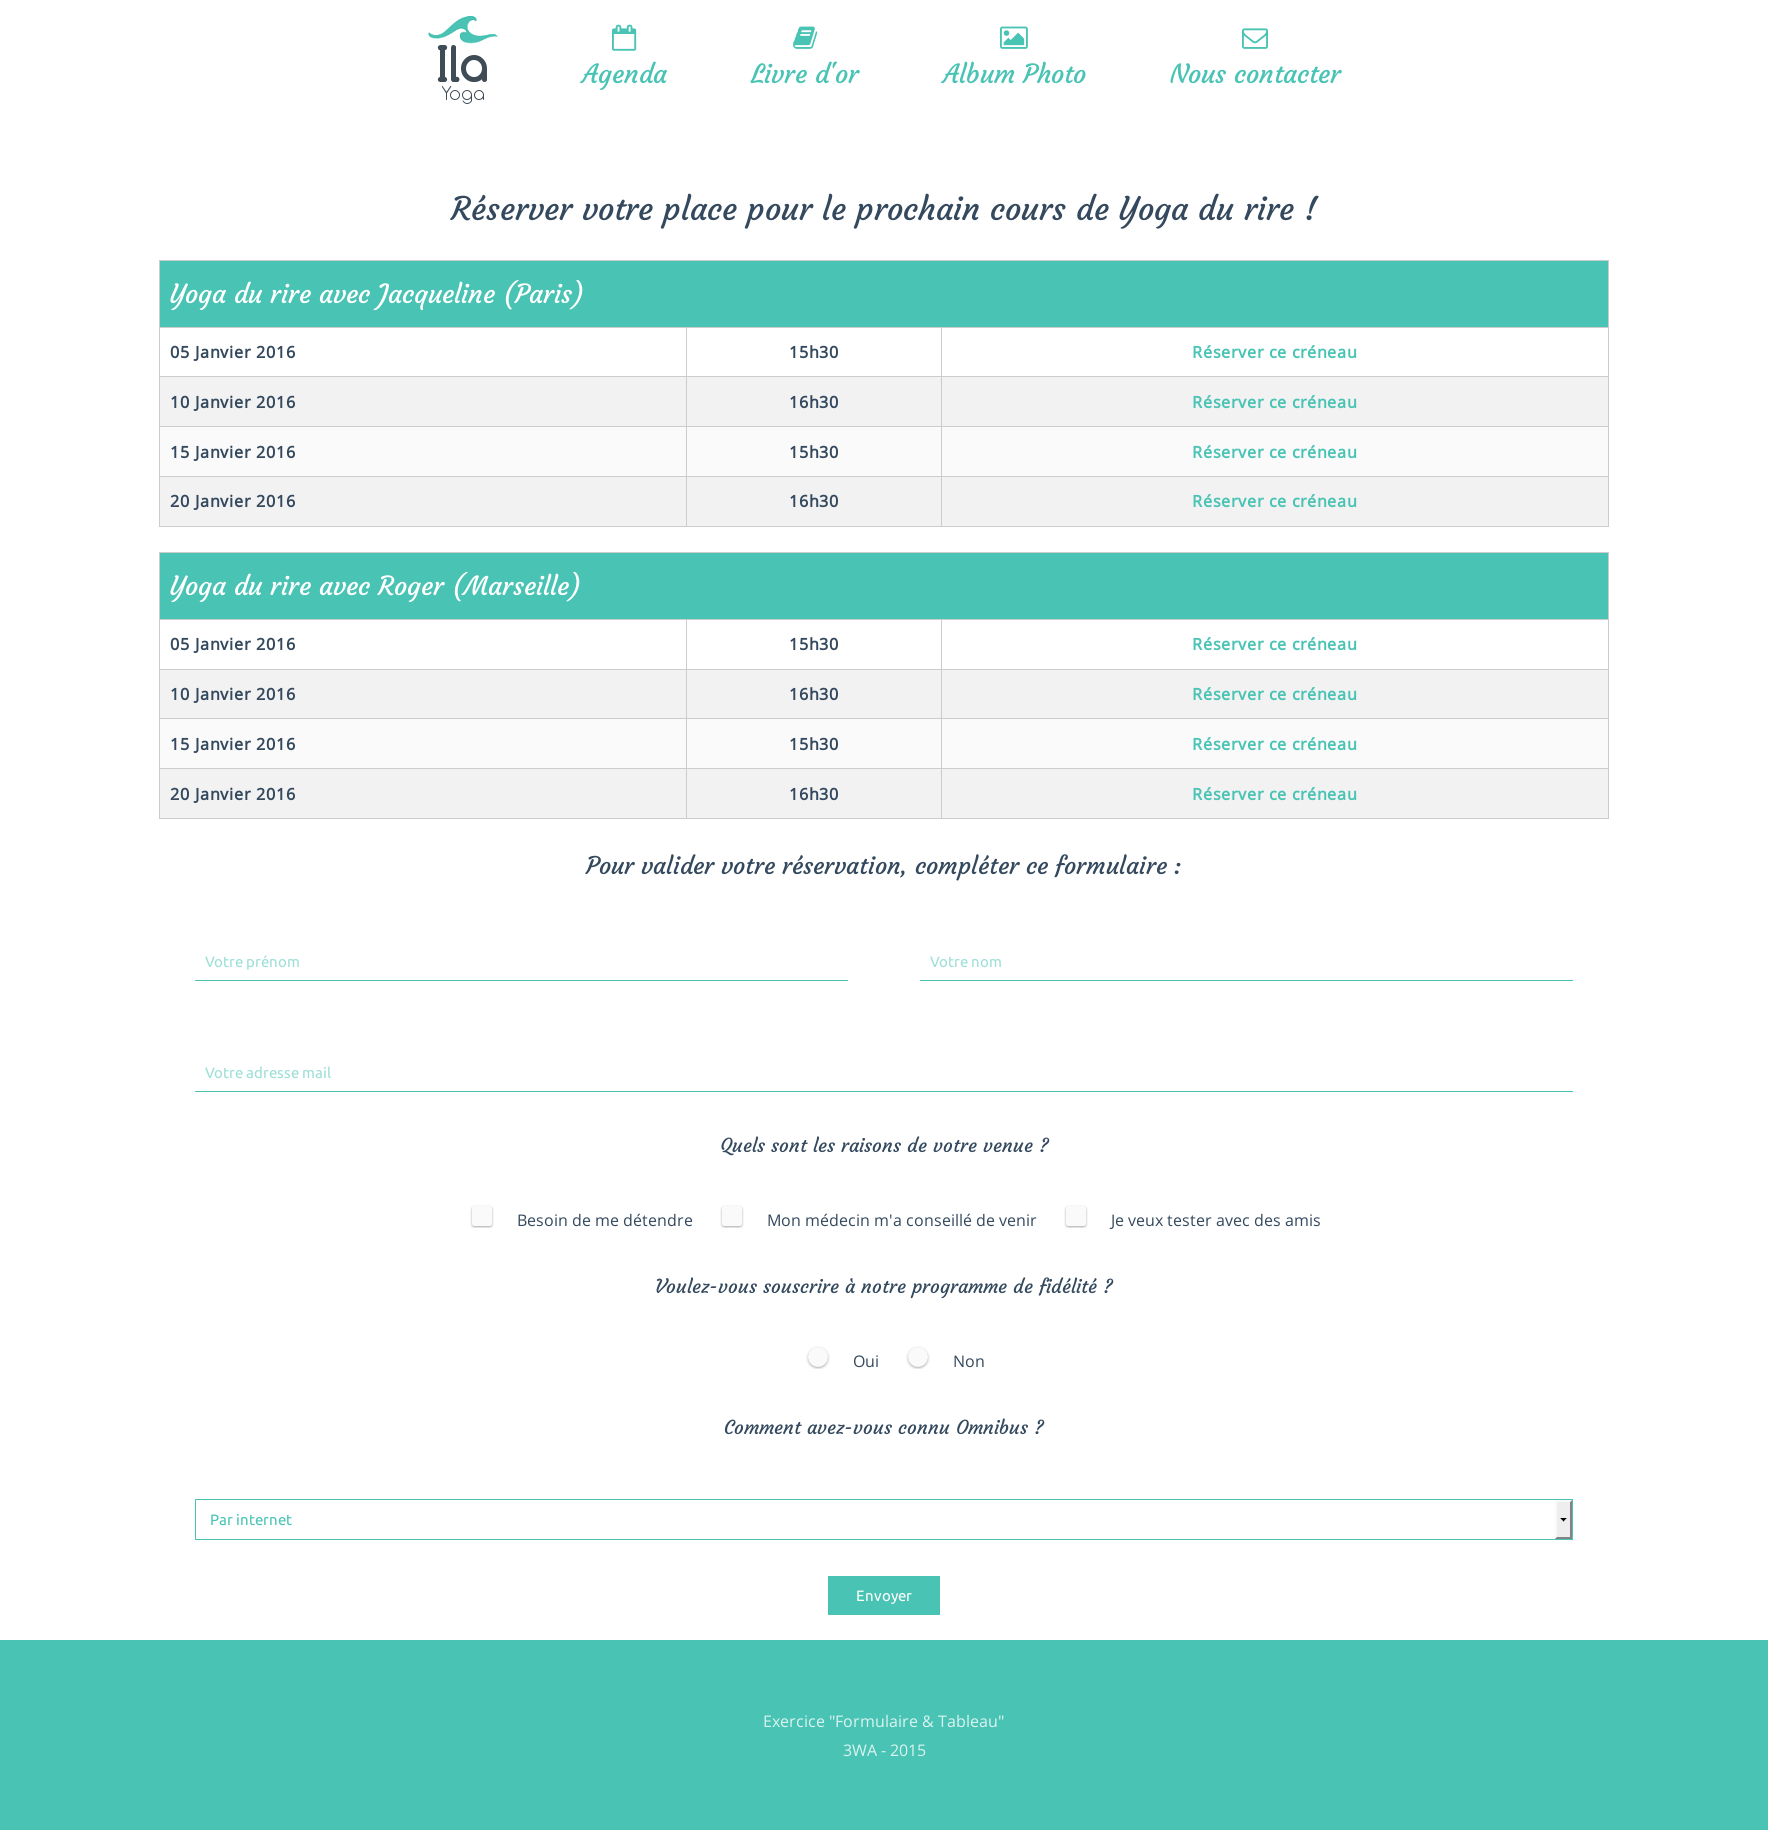 Ila
Yoga
Agenda
Livre d'or
Album Photo
Nous contacter
Réserver votre place pour le prochain cours de Yoga du rire !
Yoga du rire avec Jacqueline (Paris)
05 Janvier 2016 15h30 Réserver ce créneau
10 Janvier 2016 16h30 Réserver ce créneau
15 Janvier 2016 15h30 Réserver ce créneau
20 Janvier 2016 16h30 Réserver ce créneau
Yoga du rire avec Roger (Marseille)
05 Janvier 2016 15h30 Réserver ce créneau
10 Janvier 2016 16h30 Réserver ce créneau
15 Janvier 2016 15h30 Réserver ce créneau
20 Janvier 2016 16h30 Réserver ce créneau
Pour valider votre réservation, compléter ce formulaire :
Votre prénom Votre nom
Votre adresse mail
Quels sont les raisons de votre venue ?
Besoin de me détendre Mon médecin m'a conseillé de venir Je veux tester avec des amis
Voulez-vous souscrire à notre programme de fidélité ?
Oui Non
Comment avez-vous connu Omnibus ?
Par internet
Envoyer
Exercice "Formulaire & Tableau"
3WA - 2015